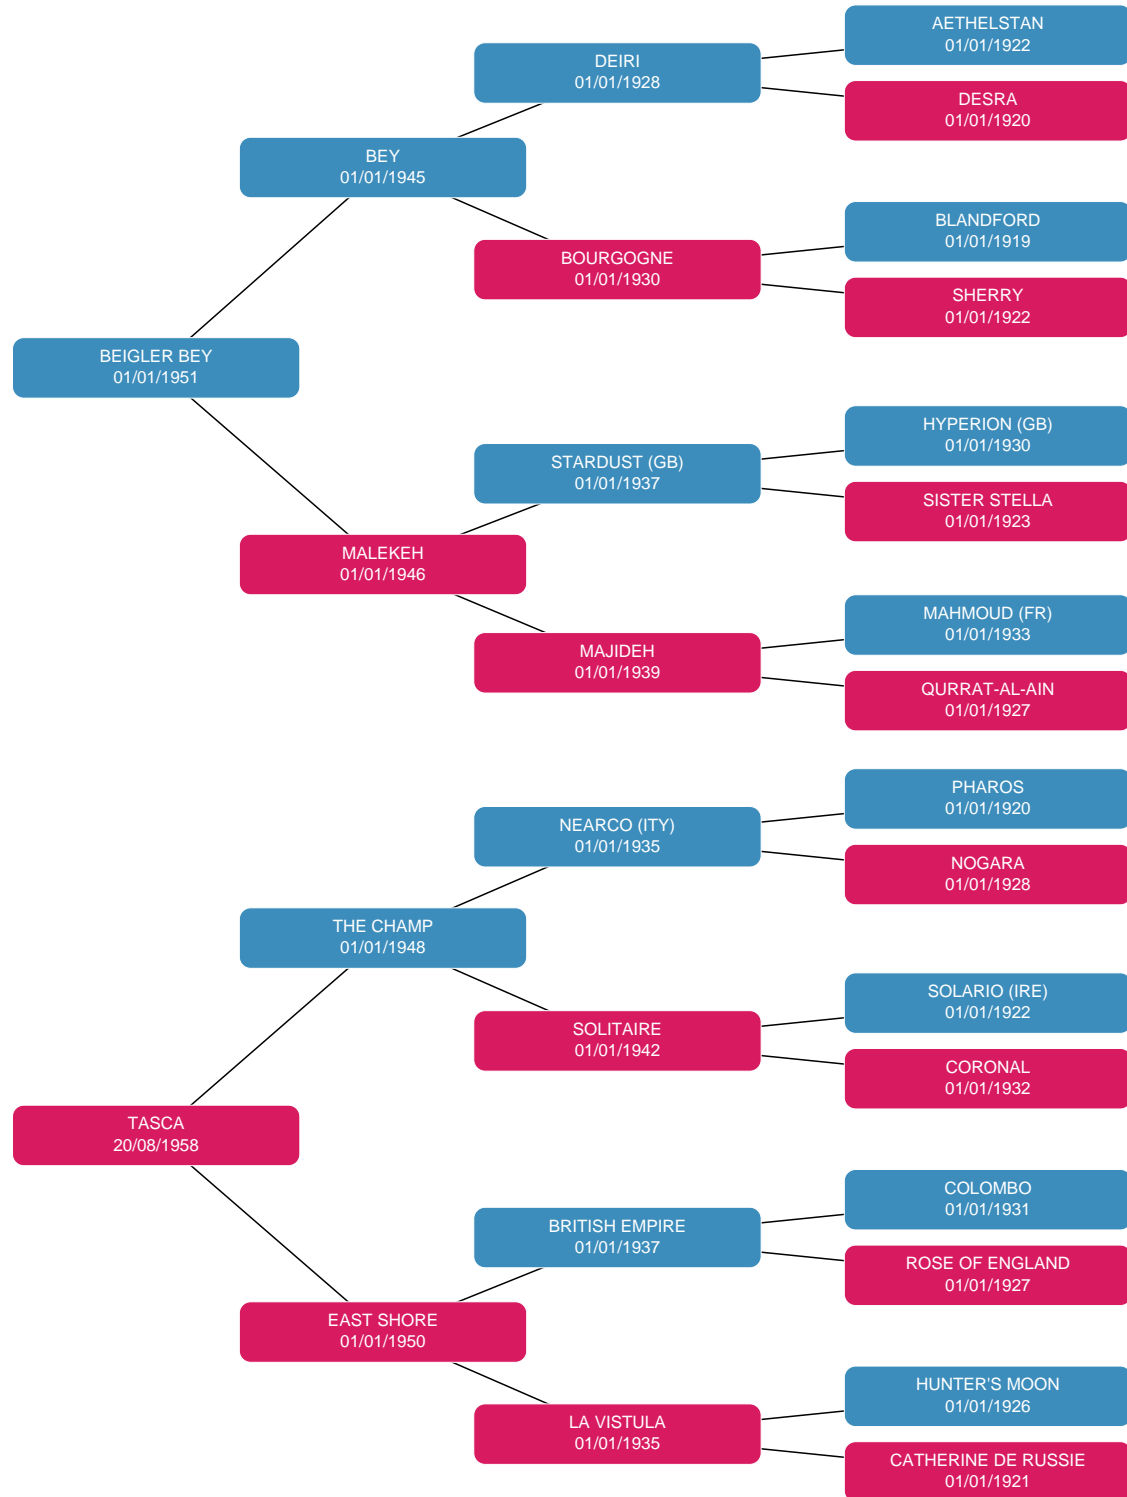 AETHELSTAN
01/01/1922
DEIRI
01/01/1928
DESRA
01/01/1920
BEY
01/01/1945
BLANDFORD
01/01/1919
BOURGOGNE
01/01/1930
SHERRY
01/01/1922
BEIGLER BEY
01/01/1951
HYPERION (GB)
01/01/1930
STARDUST (GB)
01/01/1937
SISTER STELLA
01/01/1923
MALEKEH
01/01/1946
MAHMOUD (FR)
01/01/1933
MAJIDEH
01/01/1939
QURRAT-AL-AIN
01/01/1927
PHAROS
01/01/1920
NEARCO (ITY)
01/01/1935
NOGARA
01/01/1928
THE CHAMP
01/01/1948
SOLARIO (IRE)
01/01/1922
SOLITAIRE
01/01/1942
CORONAL
01/01/1932
TASCA
20/08/1958
COLOMBO
01/01/1931
BRITISH EMPIRE
01/01/1937
ROSE OF ENGLAND
01/01/1927
EAST SHORE
01/01/1950
HUNTER'S MOON
01/01/1926
LA VISTULA
01/01/1935
CATHERINE DE RUSSIE
01/01/1921